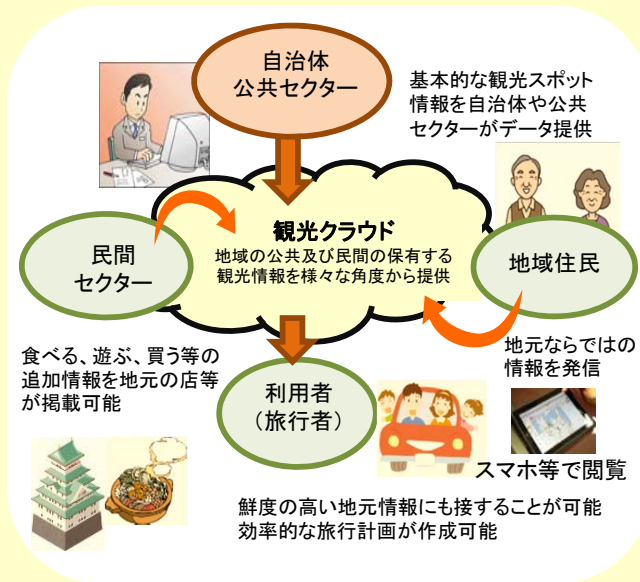 自治体
公共セクター
基本的な観光スポット
情報を自治体や公共
セクターがデータ提供
観光クラウド
地域の公共及び民間の保有する
観光情報を様々な角度から提供
民間
セクター
地域住民
食べる、遊ぶ、買う等の
追加情報を地元の店等
が掲載可能
地元ならではの
情報を発信
利用者
（旅行者）
スマホ等で閲覧
鮮度の高い地元情報にも接することが可能
効率的な旅行計画が作成可能